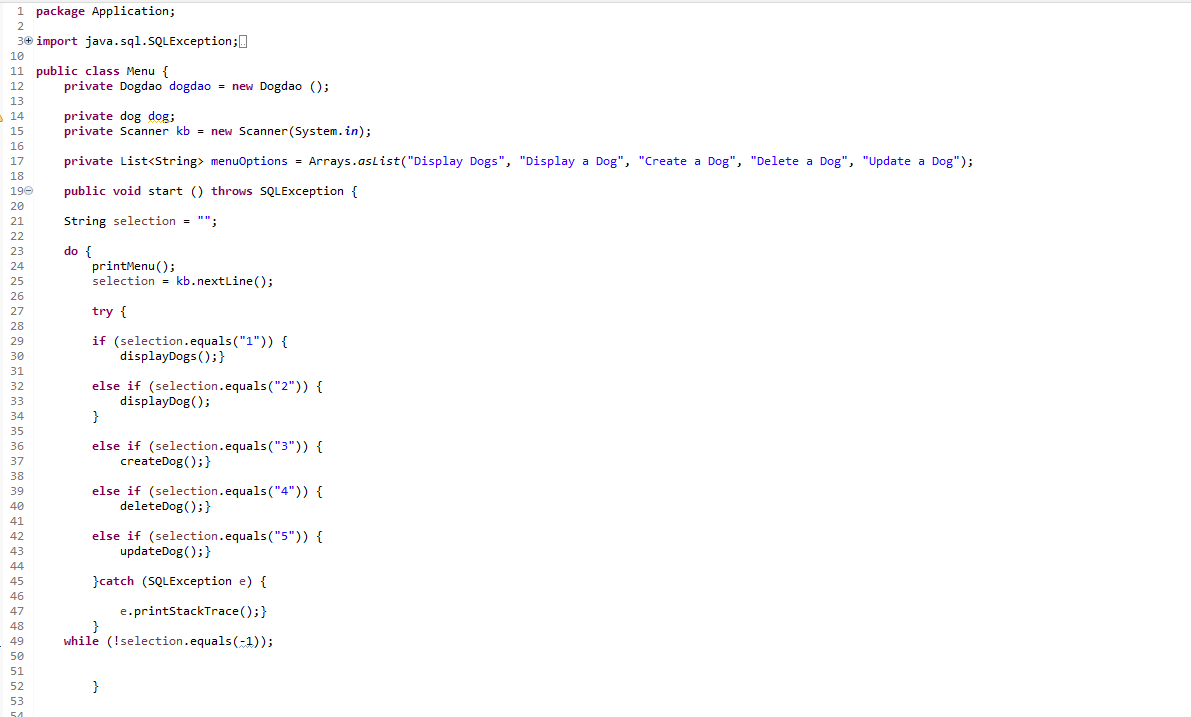 1 package Application;
2
3 import java.sql.SQLException;
10
11 public class Menu {
12 private Dogdao dogdao = new Dogdao ();
13
14 private dog dog;
15 private Scanner kb = new Scanner(System.in);
16
17 private List<String> menuOptions = Arrays.asList("Display Dogs", "Display a Dog", "Create a Dog", "Delete a Dog", "Update a Dog");
18
19 public void start () throws SQLException {
20
21 String selection = "";
22
23 do {
24 printMenu();
25 selection = kb.nextLine();
26
27 try {
28
29 if (selection.equals("1")) {
30 displayDogs();}
31
32 else if (selection.equals("2")) {
33 displayDog();
34 }
35
36 else if (selection.equals("3")) {
37 createDog();}
38
39 else if (selection.equals("4")) {
40 deleteDog();}
41
42 else if (selection.equals("5")) {
43 updateDog();}
44
45 }catch (SQLException e) {
46
47 e.printStackTrace();}
48 }
49 while (!selection.equals(-1));
50
51
52 }
53
54